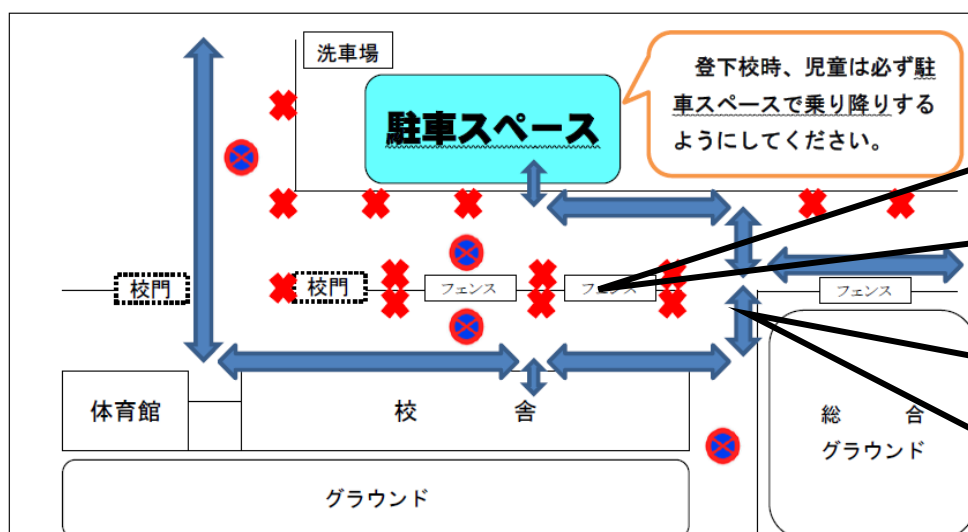 洗車場
駐車スペース
登下校時、児童は必ず駐
車スペースで乗り降りする
ようにしてください。
校門
校門
フェンス
フェンス
フェンス
体育館
校　　舎
総　　合
グラウンド
グラウンド